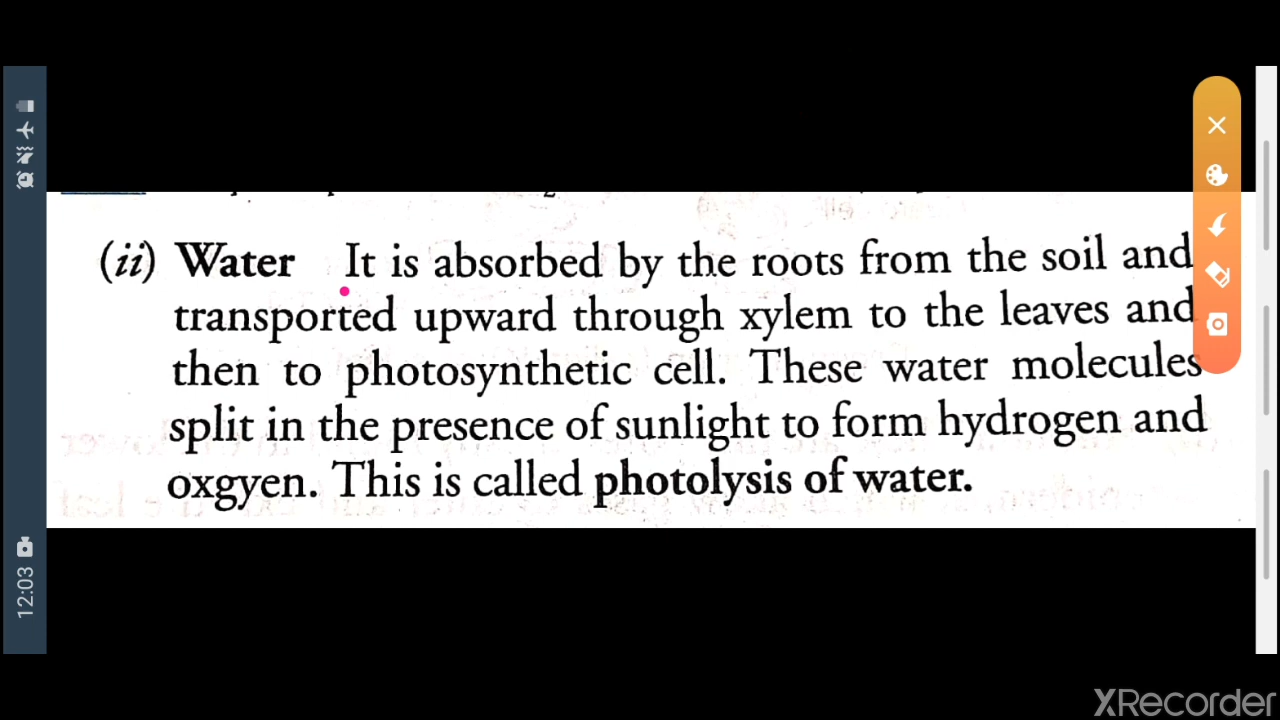 (ii) Water It is absorbed by the roots from the soil and
transported upward through xylem to the leaves and
then to photosynthetic cell. These water molecules
split in the presence of sunlight to form hydrogen and
oxgyen. This is called photolysis of water.
12:03
XRecorder